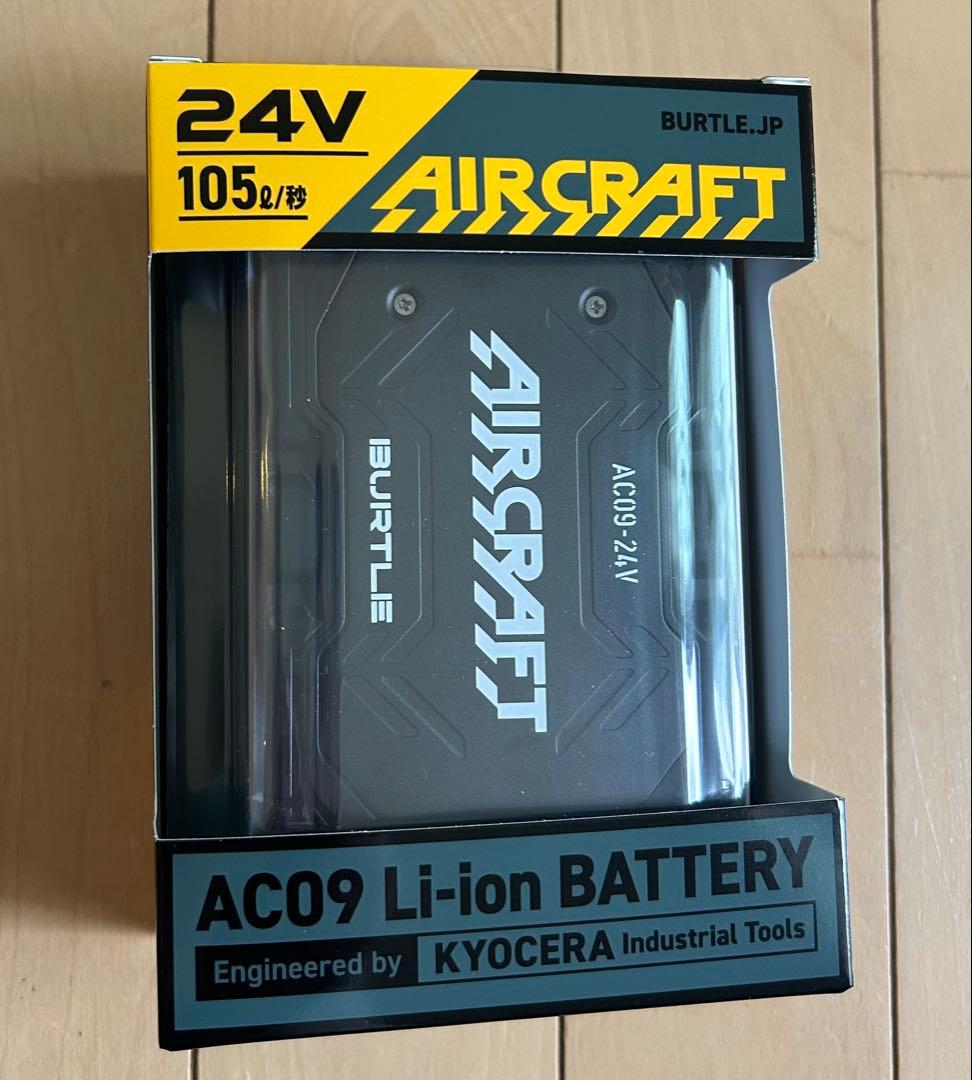 24V
105ℓ/秒
BURTLE.JP
AIRCRAFT
AIRCRAFT
BURTLE
AC09-24V
AC09 Li-ion BATTERY
Engineered by KYOCERA Industrial Tools